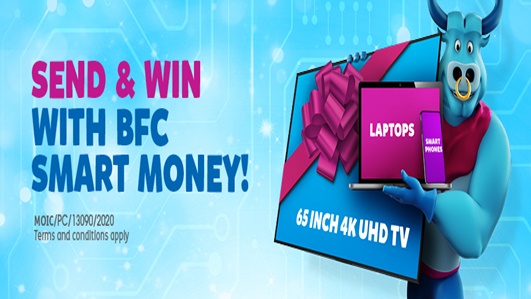 SEND & WIN
WITH BFC
SMART MONEY!
MOIC/PC/13090/2020
Terms and conditions apply
LAPTOPS
SMART
PHONES
65 INCH 4K UHD TV